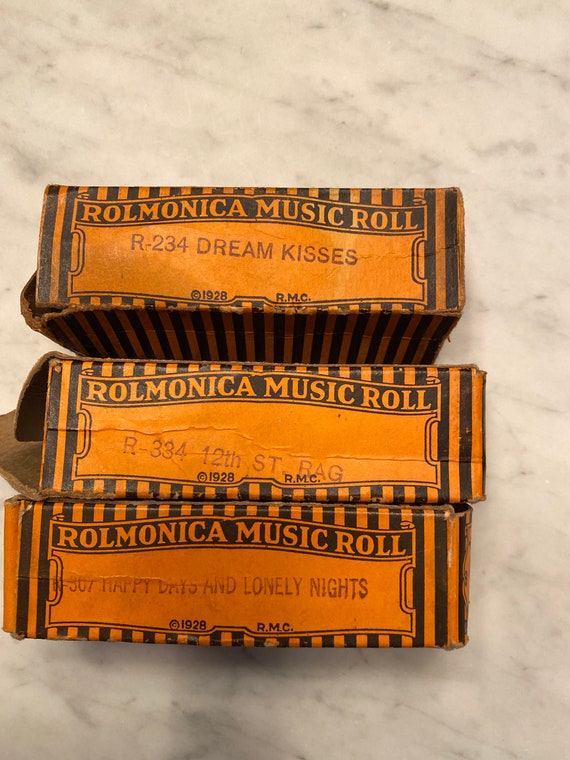 ROLMONICA MUSIC ROLL
R-234 DREAM KISSES
©1928 R.M.C.
ROLMONICA MUSIC ROLL
R-334 12th ST. RAG
©1928 R.M.C.
ROLMONICA MUSIC ROLL
R-307 HAPPY DAYS AND LONELY NIGHTS
©1928 R.M.C.